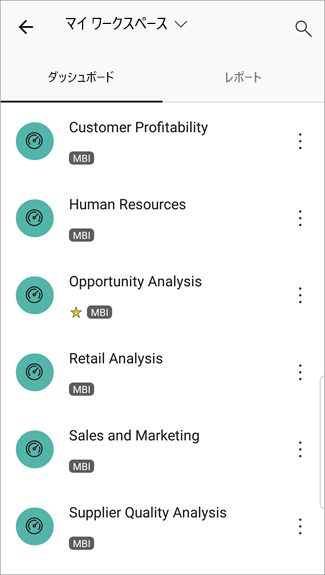 マイ ワークスペース
ダッシュボード
レポート
Customer Profitability
MBI
Human Resources
MBI
Opportunity Analysis
MBI
Retail Analysis
MBI
Sales and Marketing
MBI
Supplier Quality Analysis
MBI